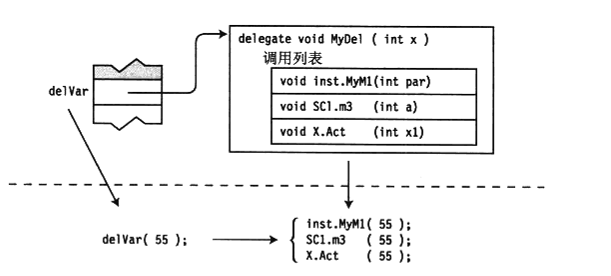 delegate void MyDel ( int x )
调用列表
void inst.MyM1(int par)
delVar
void SCl.m3 (int a)
void X.Act (int x1)
inst.MyM1( 55 );
delVar( 55 );
SCl.m3 ( 55 );
X.Act ( 55 );